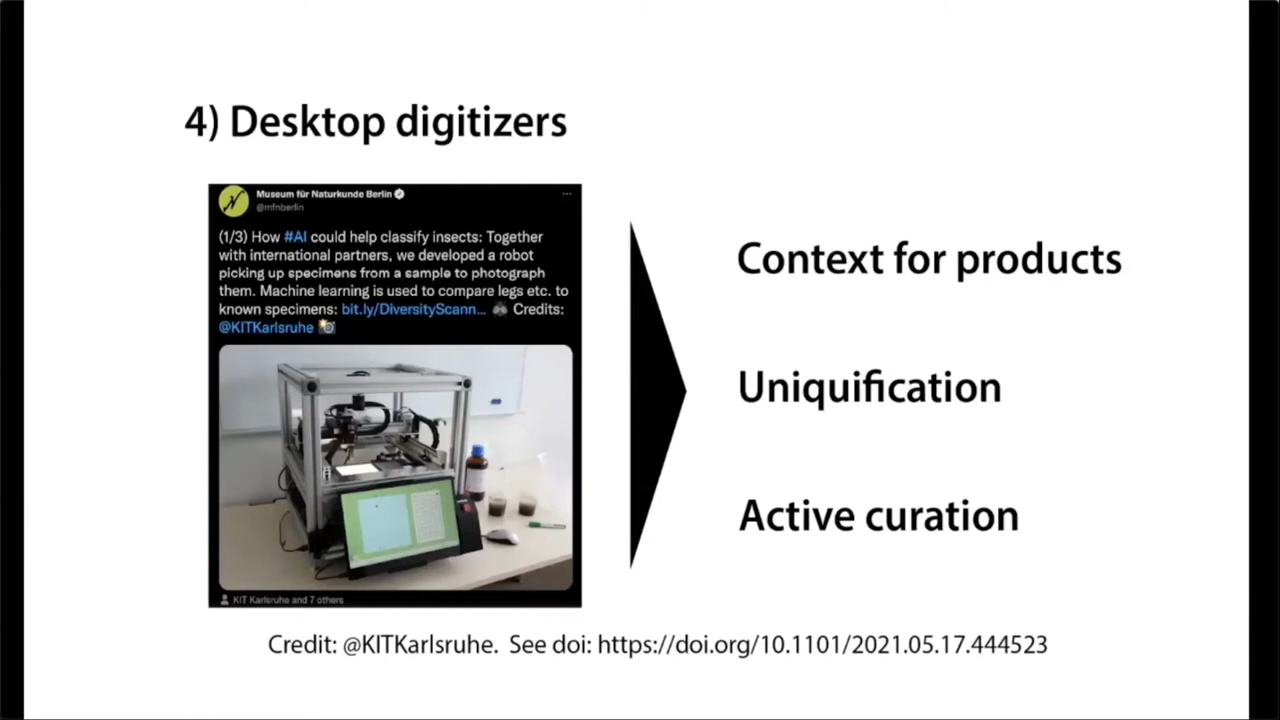 4) Desktop digitizers
Museum für Naturkunde Berlin
@mfnberlin
(1/3) How #AI could help classify insects: Together
with international partners, we developed a robot
picking up specimens from a sample to photograph
them. Machine learning is used to compare legs etc. to
known specimens: bit.ly/DiversityScann... Credits:
@KITKarlsruhe
KIT Karlsruhe and 7 others
Context for products
Uniquification
Active curation
Credit: @KITKarlsruhe. See doi: https://doi.org/10.1101/2021.05.17.444523